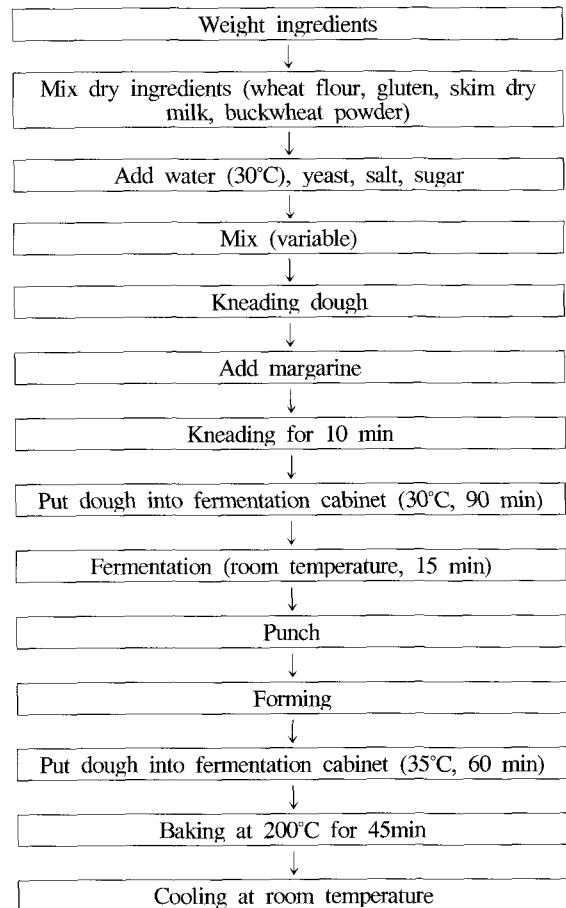 Weight ingredients
↓
Mix dry ingredients (wheat flour, gluten, skim dry
milk, buckwheat powder)
↓
Add water (30°C), yeast, salt, sugar
↓
Mix (variable)
↓
Kneading dough
↓
Add margarine
↓
Kneading for 10 min
↓
Put dough into fermentation cabinet (30°C, 90 min)
↓
Fermentation (room temperature, 15 min)
↓
Punch
↓
Forming
↓
Put dough into fermentation cabinet (35°C, 60 min)
↓
Baking at 200°C for 45min
↓
Cooling at room temperature